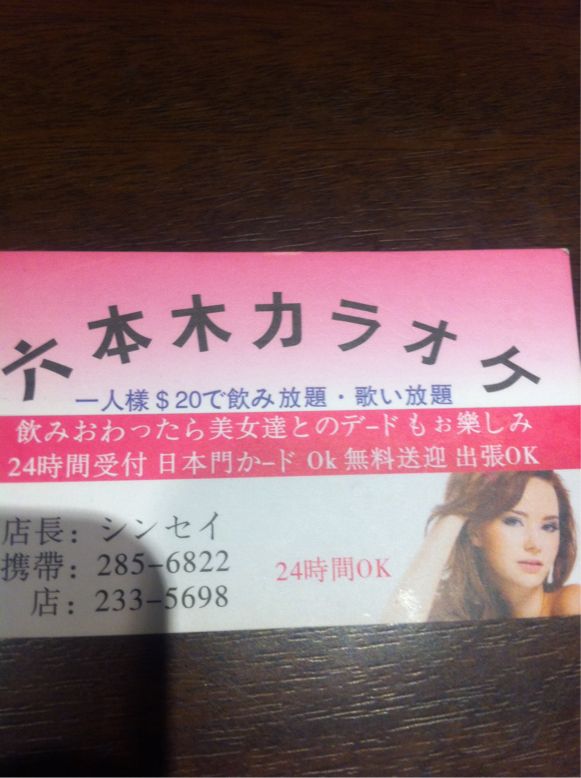 六本木カラオケ
一人様＄20で飲み放題・歌い放題
飲みおわったら美女達とのデードもぉ樂しみ
24時間受付 日本門かード Ok 無料送迎 出張OK
店長: シンセイ
携帶: 285-6822
24時間OK
店: 233-5698